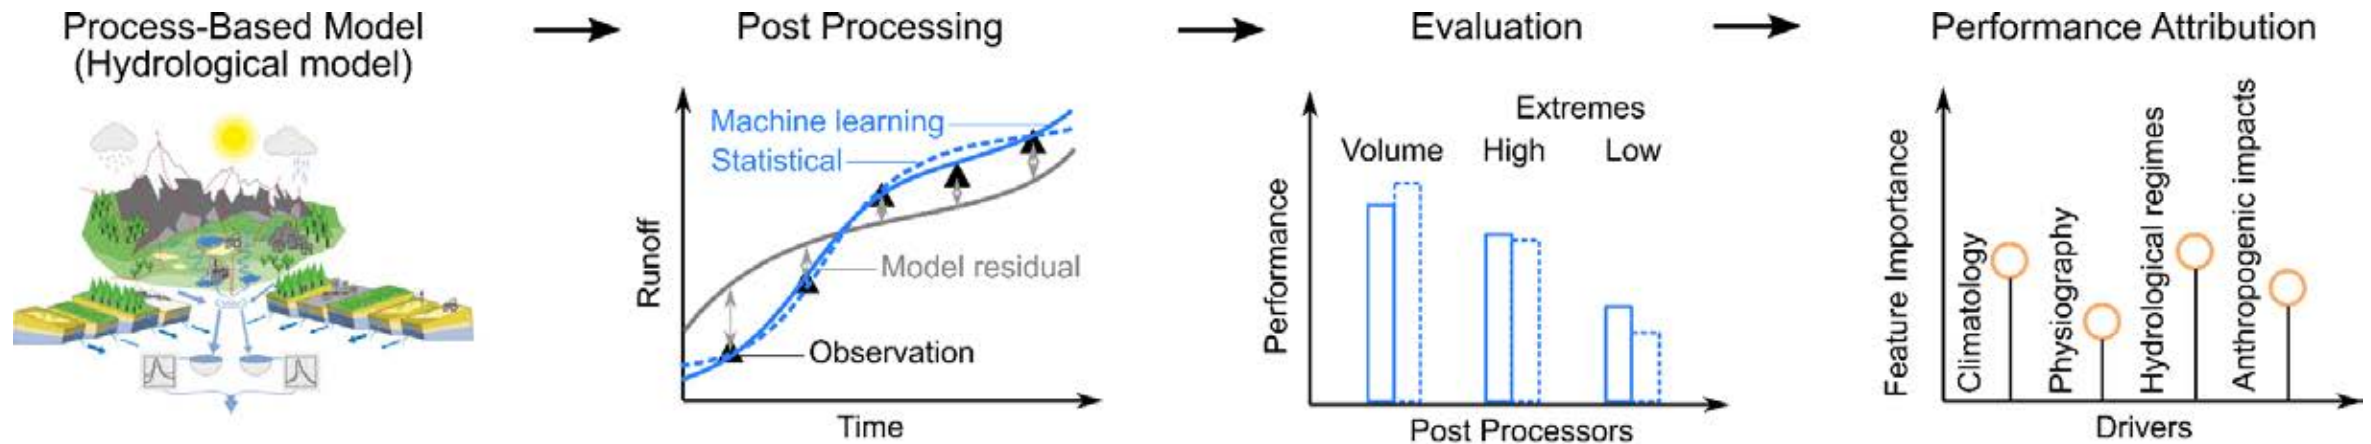 Process-Based Model
(Hydrological model)
Post Processing
Evaluation
Performance Attribution
Machine learning
Statistical
Model residual
Observation
Runoff
Time
Extremes
Volume
High
Low
Performance
Post Processors
Feature Importance
Climatology
Physiography
Hydrological regimes
Anthropogenic impacts
Drivers